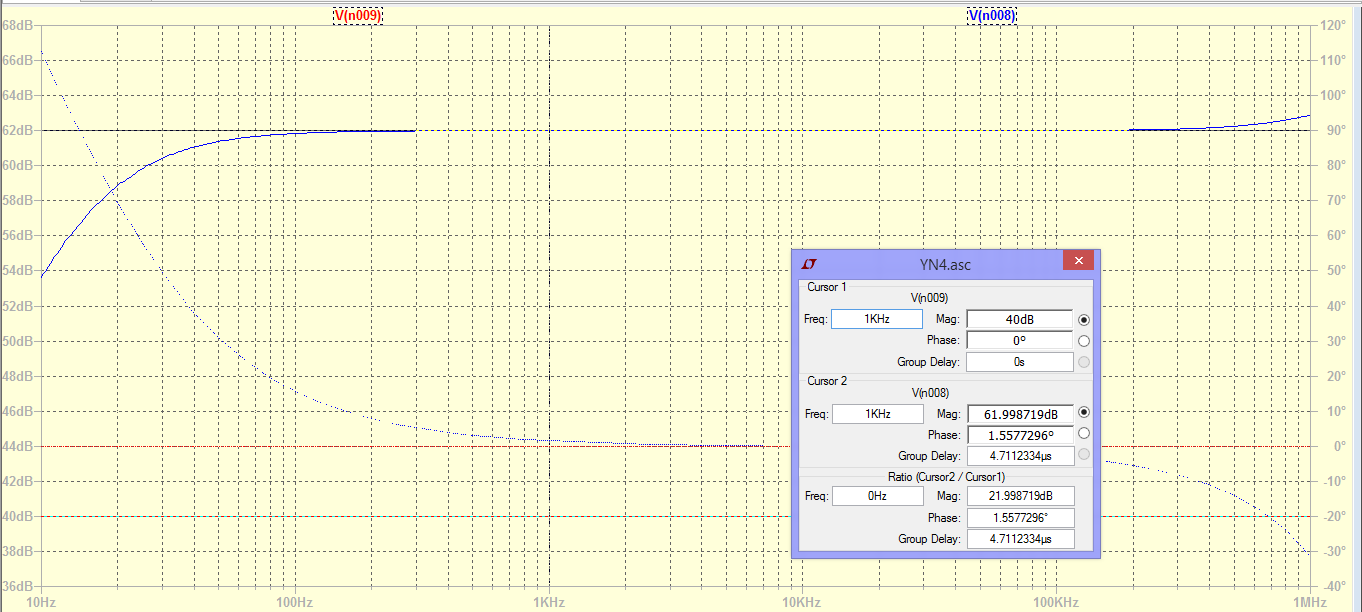 V(n009) V(n008)
68dB 120°
66dB 110°
64dB 100°
62dB 90°
60dB 80°
58dB 70°
56dB 60°
54dB 50°
52dB 40°
50dB 30°
48dB 20°
46dB 10°
44dB 0°
42dB -10°
40dB -20°
38dB -30°
36dB -40°
10Hz 100Hz 1KHz 10KHz 100KHz 1MHz
YN4.asc
Cursor 1
V(n009)
Freq: 1KHz Mag: 40dB
Phase: 0°
Group Delay: 0s
Cursor 2
V(n008)
Freq: 1KHz Mag: 61.998719dB
Phase: 1.5577296°
Group Delay: 4.7112334µs
Ratio (Cursor2 / Cursor1)
Freq: 0Hz Mag: 21.998719dB
Phase: 1.5577296°
Group Delay: 4.7112334µs